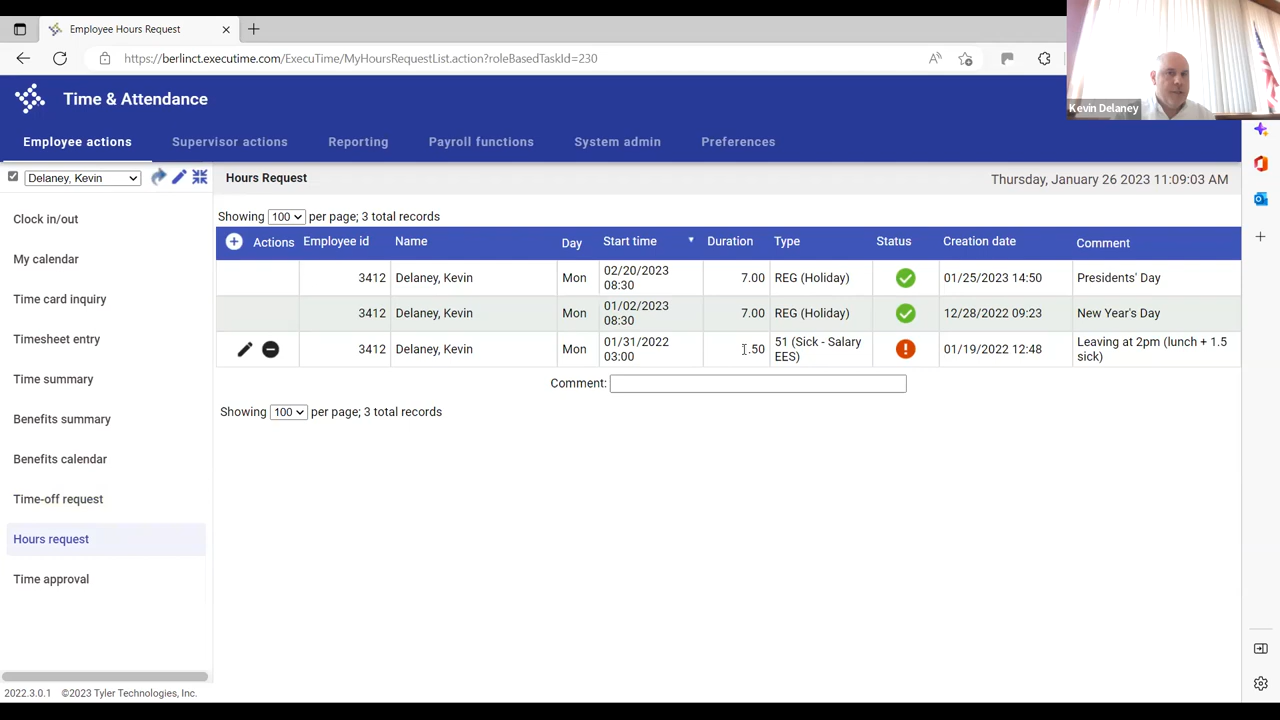 Employee Hours Request
https://berlinct.executime.com/ExecuTime/MyHoursRequestList.action?roleBasedTaskId=230
Kevin Delaney
Time & Attendance
Employee actions Supervisor actions Reporting Payroll functions System admin Preferences
Delaney, Kevin
Hours Request
Thursday, January 26 2023 11:09:03 AM
Clock in/out
My calendar
Time card inquiry
Timesheet entry
Time summary
Benefits summary
Benefits calendar
Time-off request
Hours request
Time approval
Showing 100 per page; 3 total records
Actions Employee id Name Day Start time Duration Type Status Creation date Comment
3412 Delaney, Kevin Mon 02/20/2023 08:30 7.00 REG (Holiday) 01/25/2023 14:50 Presidents' Day
3412 Delaney, Kevin Mon 01/02/2023 08:30 7.00 REG (Holiday) 12/28/2022 09:23 New Year's Day
3412 Delaney, Kevin Mon 01/31/2022 03:00 .50 51 (Sick - Salary EES) 01/19/2022 12:48 Leaving at 2pm (lunch + 1.5 sick)
Comment:
Showing 100 per page; 3 total records
2022.3.0.1 ©2023 Tyler Technologies, Inc.